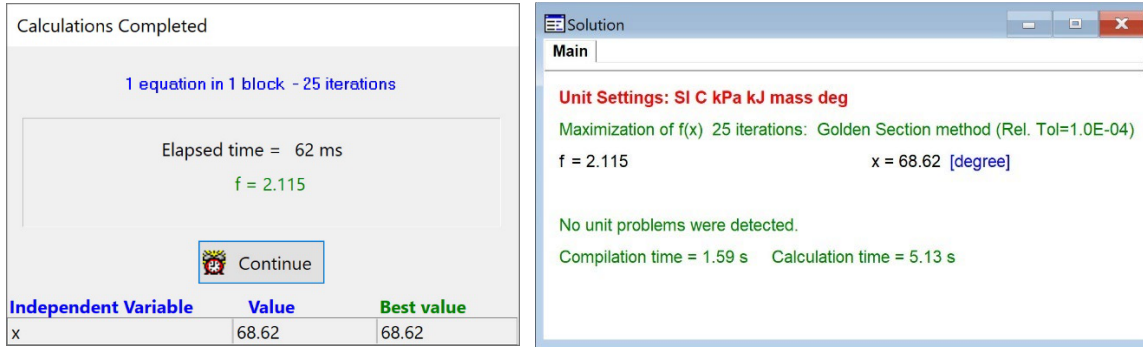 Calculations Completed
1 equation in 1 block - 25 iterations
Elapsed time = 62 ms
f = 2.115
Continue
Independent Variable Value Best value
x 68.62 68.62
Solution
Main
Unit Settings: SI C kPa kJ mass deg
Maximization of f(x) 25 iterations: Golden Section method (Rel. Tol=1.0E-04)
f = 2.115 x = 68.62 [degree]
No unit problems were detected.
Compilation time = 1.59 s Calculation time = 5.13 s